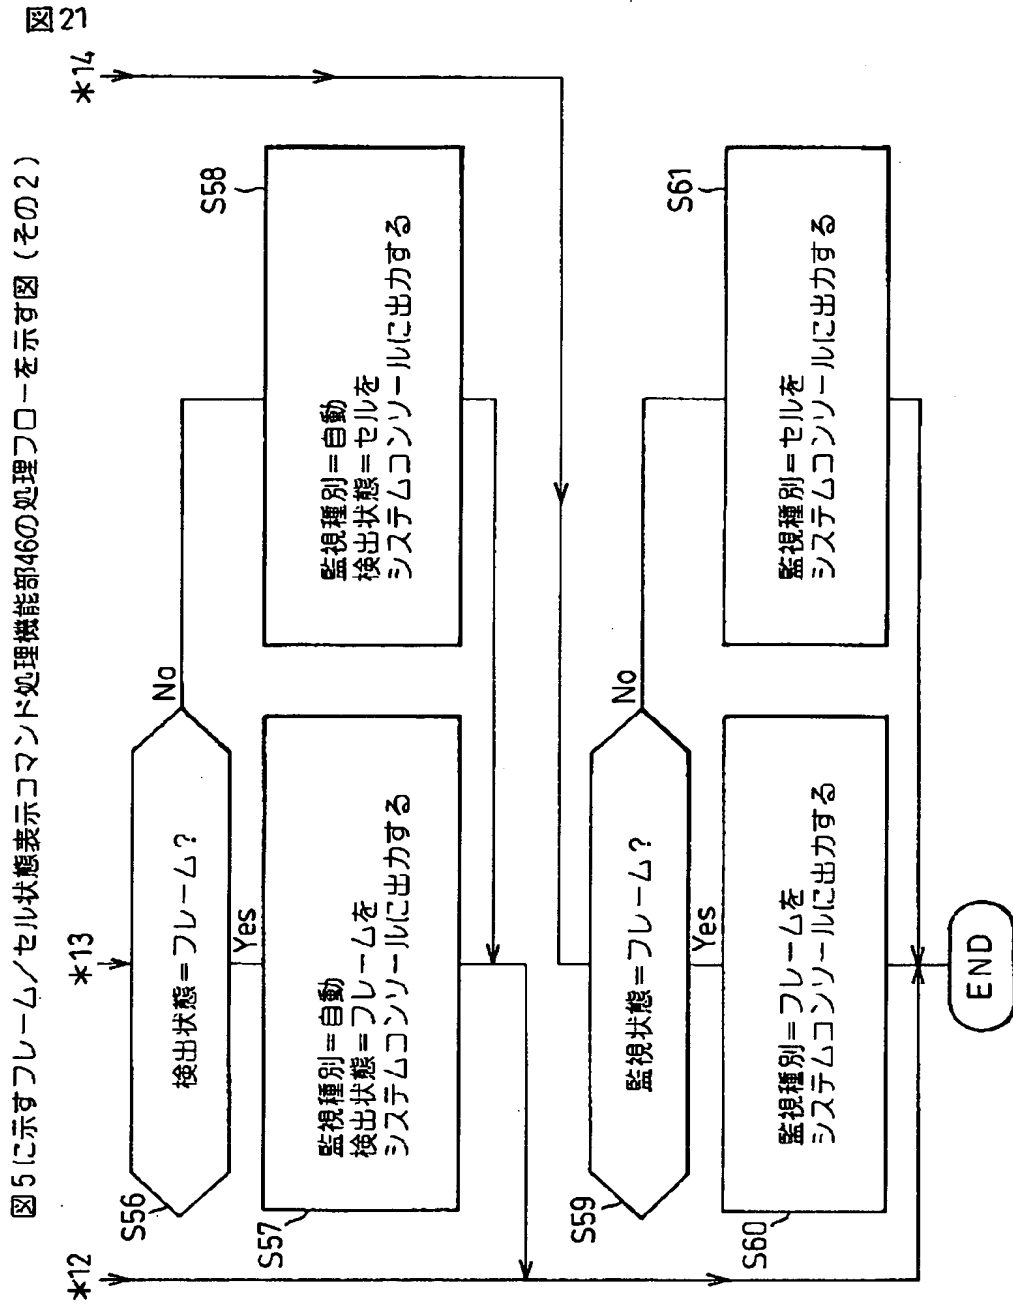 図21
図5に示すフレーム/セル状態表示コマンド処理機能部46の処理フローを示す図(その2)
*12
*13
*14
S56
検出状態=フレーム?
No
Yes
S57
監視種別=自動
検出状態=フレームを
システムコンソールに出力する
S58
監視種別=自動
検出状態=セルを
システムコンソールに出力する
S59
監視状態=フレーム?
No
Yes
S60
監視種別=フレームを
システムコンソールに出力する
S61
監視種別=セルを
システムコンソールに出力する
END